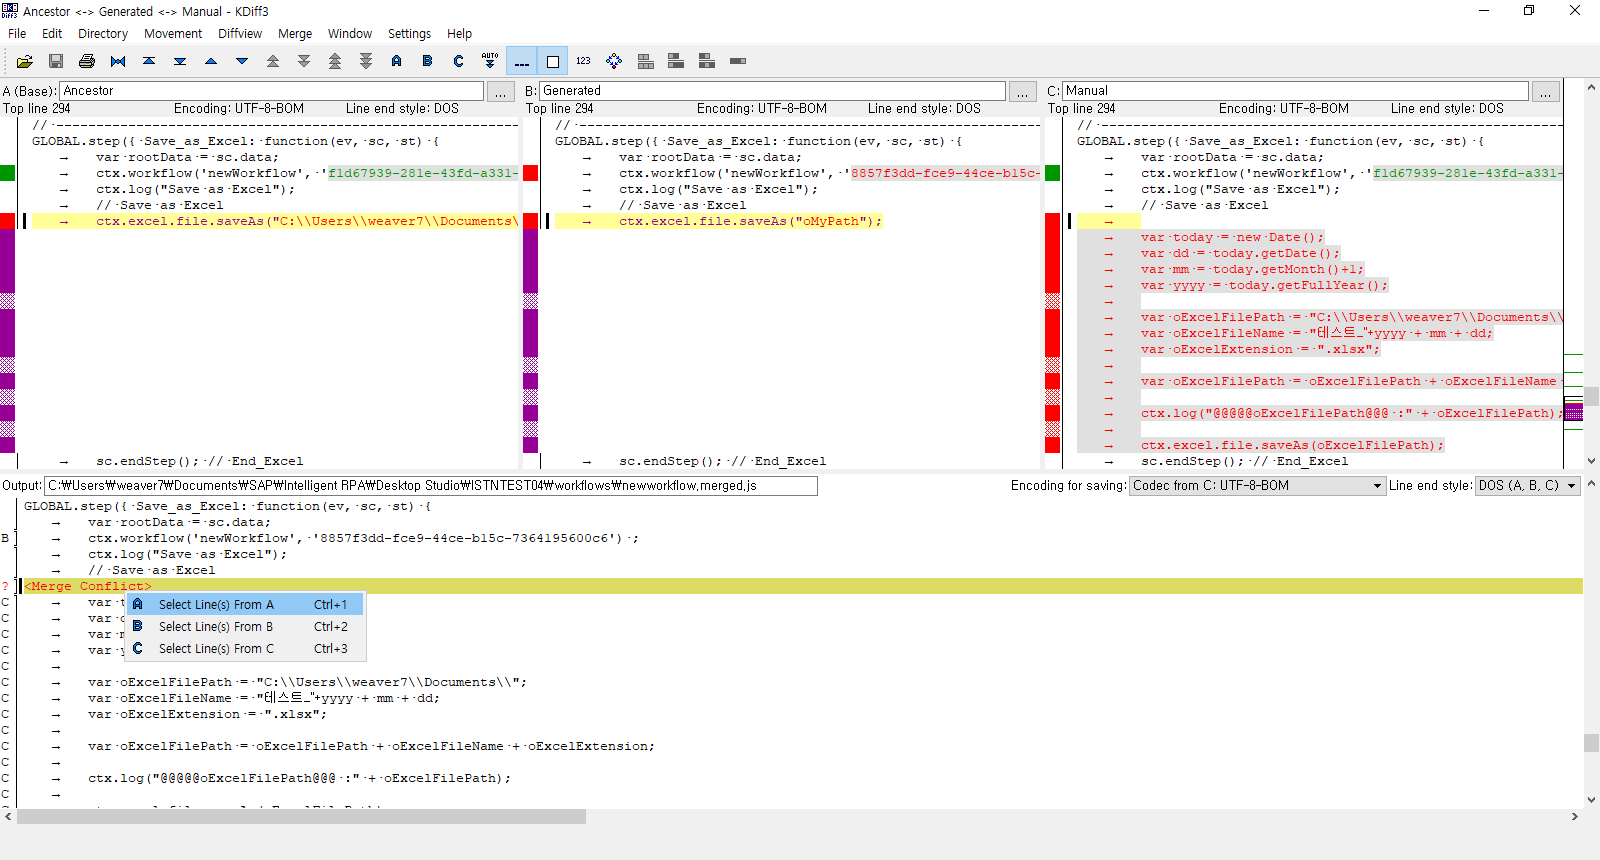 Ancestor <-> Generated <-> Manual - KDiff3
File Edit Directory Movement Diffview Merge Window Settings Help
A B C AUTO 123
A (Base): Ancestor ...
Top line 294 Encoding: UTF-8-BOM Line end style: DOS
// ·----------------------------------------------------------
GLOBAL.step({ · Save_as_Excel: · function(ev, · sc, · st) · {
→ var · rootData · = · sc.data;
→ ctx.workflow('newWorkflow', · 'f1d67939-281e-43fd-a331-
→ ctx.log("Save · as · Excel");
→ // · Save · as · Excel
→ ctx.excel.file.saveAs("C:\\Users\\weaver7\\Documents\
→ sc.endStep(); · // · End_Excel
B: Generated ...
Top line 294 Encoding: UTF-8-BOM Line end style: DOS
// ·----------------------------------------------------------
GLOBAL.step({ · Save_as_Excel: · function(ev, · sc, · st) · {
→ var · rootData · = · sc.data;
→ ctx.workflow('newWorkflow', · '8857f3dd-fce9-44ce-b15c-
→ ctx.log("Save · as · Excel");
→ // · Save · as · Excel
→ ctx.excel.file.saveAs("oMyPath");
→ sc.endStep(); · // · End_Excel
C: Manual ...
Top line 294 Encoding: UTF-8-BOM Line end style: DOS
// ·----------------------------------------------------------
GLOBAL.step({ · Save_as_Excel: · function(ev, · sc, · st) · {
→ var · rootData · = · sc.data;
→ ctx.workflow('newWorkflow', · 'f1d67939-281e-43fd-a331-
→ ctx.log("Save · as · Excel");
→ // · Save · as · Excel
→
→ var · today · = · new · Date();
→ var · dd · = · today.getDate();
→ var · mm · = · today.getMonth()+1;
→ var · yyyy · = · today.getFullYear();
→
→ var · oExcelFilePath · = · "C:\\Users\\weaver7\\Documents\\
→ var · oExcelFileName · = · "테스트_"+yyyy · + · mm · + · dd;
→ var · oExcelExtension · = · ".xlsx";
→
→ var · oExcelFilePath · = · oExcelFilePath · + · oExcelFileName ·
→
→ ctx.log("@@@@@oExcelFilePath@@@ · :" · + · oExcelFilePath);
→
→ ctx.excel.file.saveAs(oExcelFilePath);
→ sc.endStep(); · // · End_Excel
Output: C:₩Users₩weaver7₩Documents₩SAP₩Intelligent RPA₩Desktop Studio₩ISTNTEST04₩workflows₩newworkflow.merged.js
Encoding for saving: Codec from C: UTF-8-BOM Line end style: DOS (A, B, C)
GLOBAL.step({ · Save_as_Excel: · function(ev, · sc, · st) · {
→ var · rootData · = · sc.data;
B → ctx.workflow('newWorkflow', · '8857f3dd-fce9-44ce-b15c-7364195600c6') · ;
→ ctx.log("Save · as · Excel");
→ // · Save · as · Excel
? <Merge Conflict>
C → var
A Select Line(s) From A Ctrl+1
C → var
B Select Line(s) From B Ctrl+2
C → var
C → var
C Select Line(s) From C Ctrl+3
C →
C → var · oExcelFilePath · = · "C:\\Users\\weaver7\\Documents\\";
C → var · oExcelFileName · = · "테스트_"+yyyy · + · mm · + · dd;
C → var · oExcelExtension · = · ".xlsx";
C →
C → var · oExcelFilePath · = · oExcelFilePath · + · oExcelFileName · + · oExcelExtension;
C →
C → ctx.log("@@@@@oExcelFilePath@@@ · :" · + · oExcelFilePath);
C →